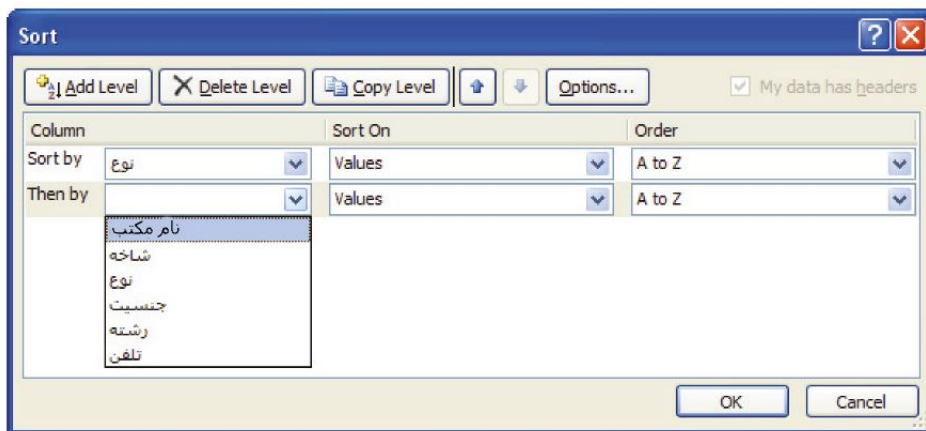 Sort
Add Level Delete Level Copy Level Options... My data has headers
Column Sort On Order
Sort by نوع Values A to Z
Then by Values A to Z
نام مکتب
شاخه
نوع
جنسیت
رشته
تلفن
OK Cancel